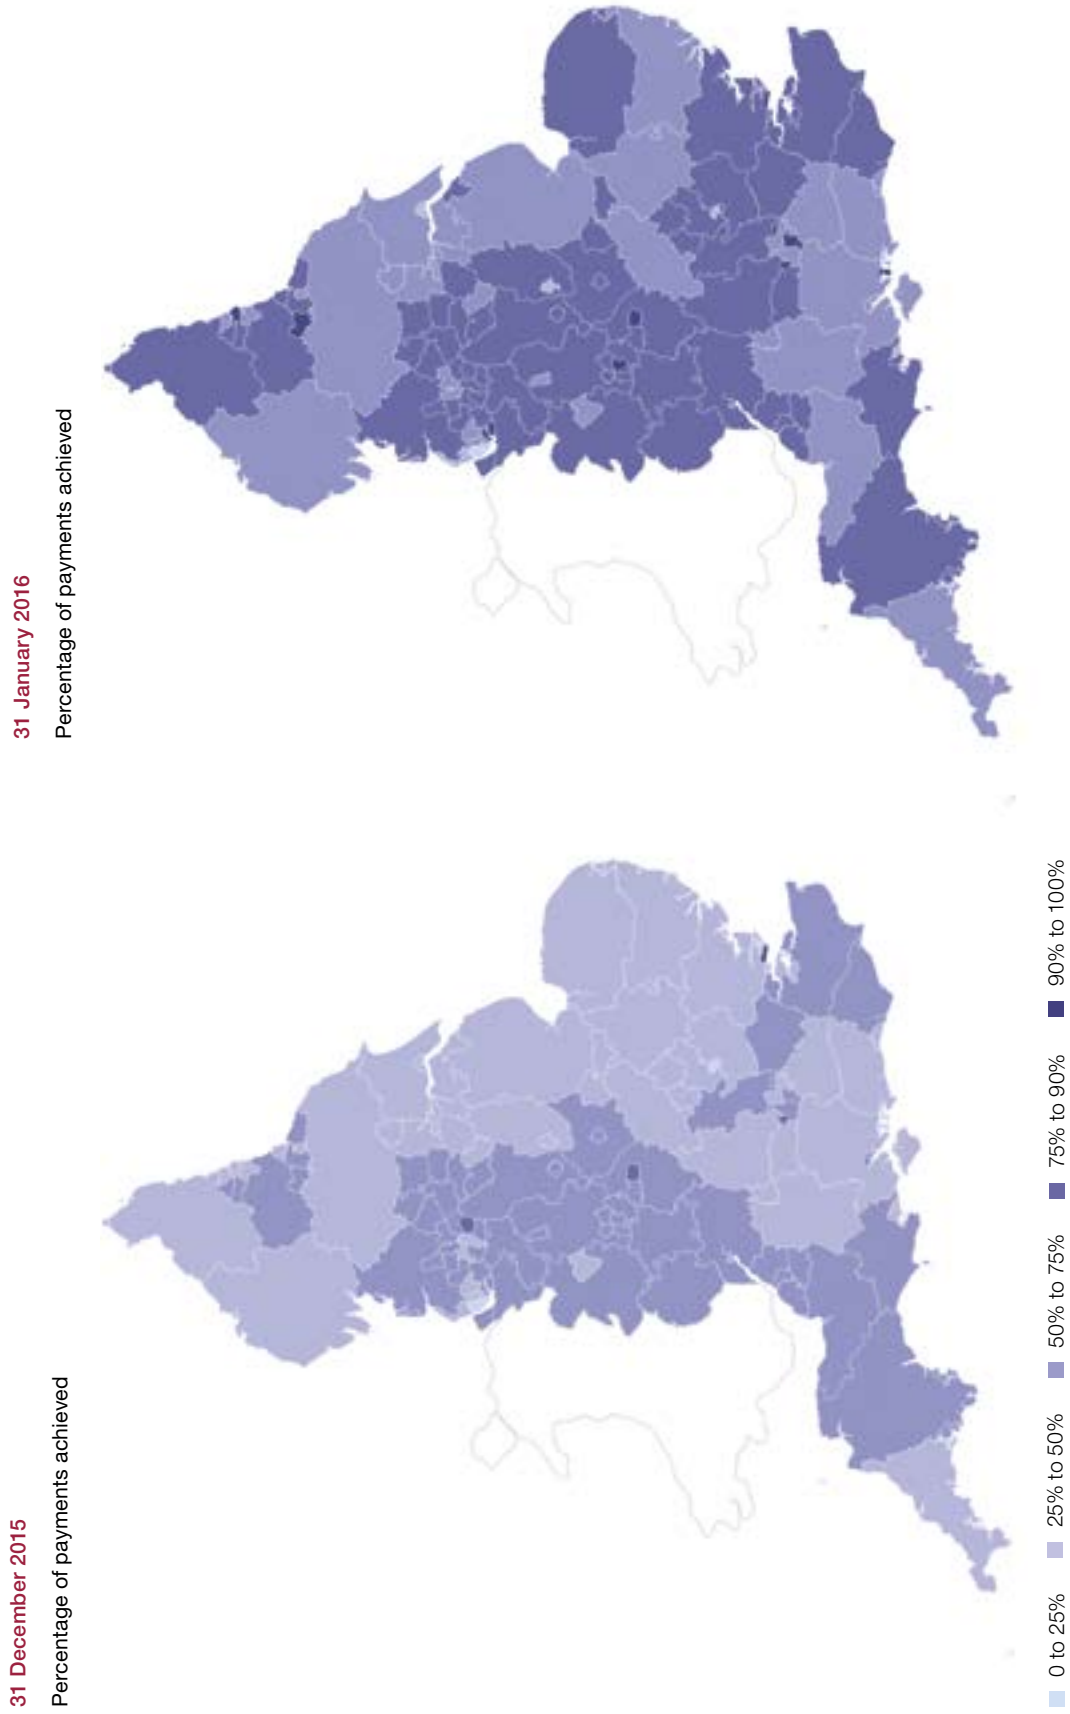 31 December 2015
Percentage of payments achieved
31 January 2016
Percentage of payments achieved
0 to 25%
25% to 50%
50% to 75%
75% to 90%
90% to 100%